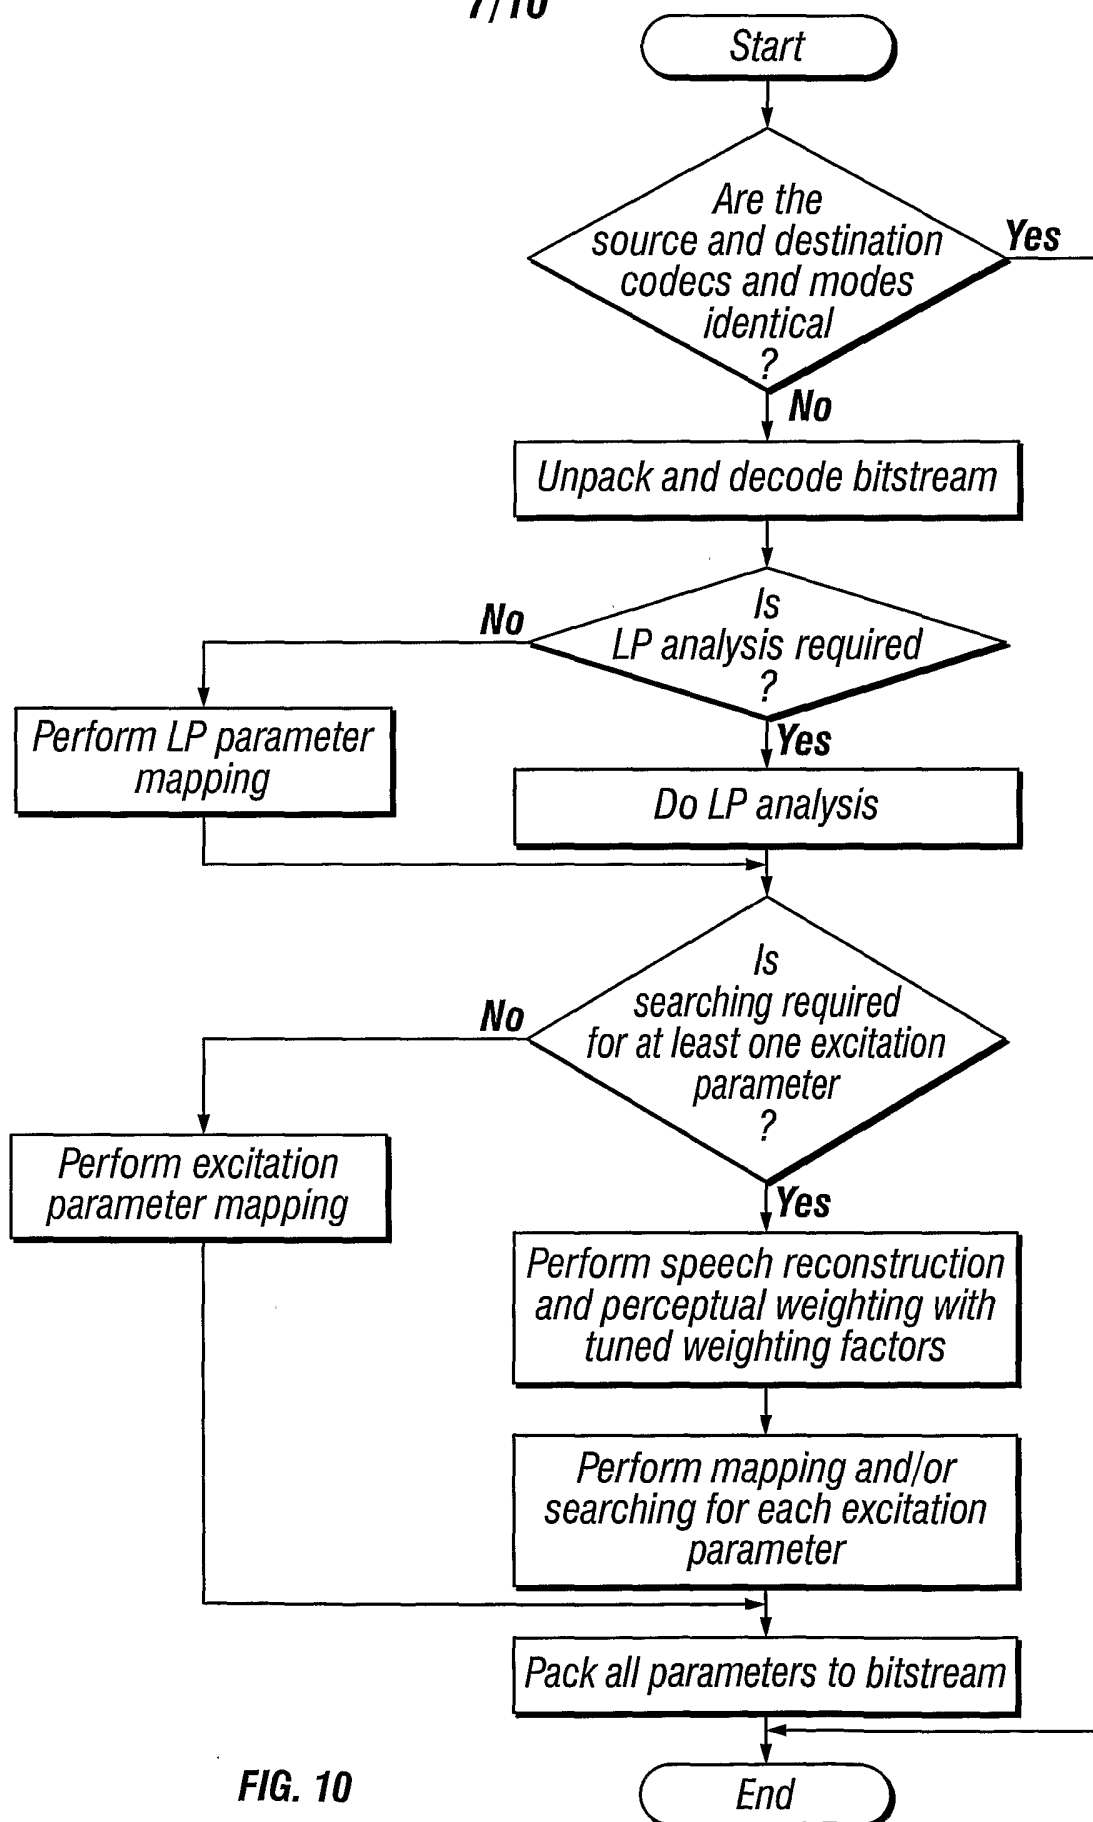 7/10
Start
Are the
source and destination
codecs and modes
identical
?
Yes
No
Unpack and decode bitstream
Is
LP analysis required
?
No
Yes
Perform LP parameter
mapping
Do LP analysis
Is
searching required
for at least one excitation
parameter
?
No
Yes
Perform excitation
parameter mapping
Perform speech reconstruction
and perceptual weighting with
tuned weighting factors
Perform mapping and/or
searching for each excitation
parameter
Pack all parameters to bitstream
End
FIG. 10